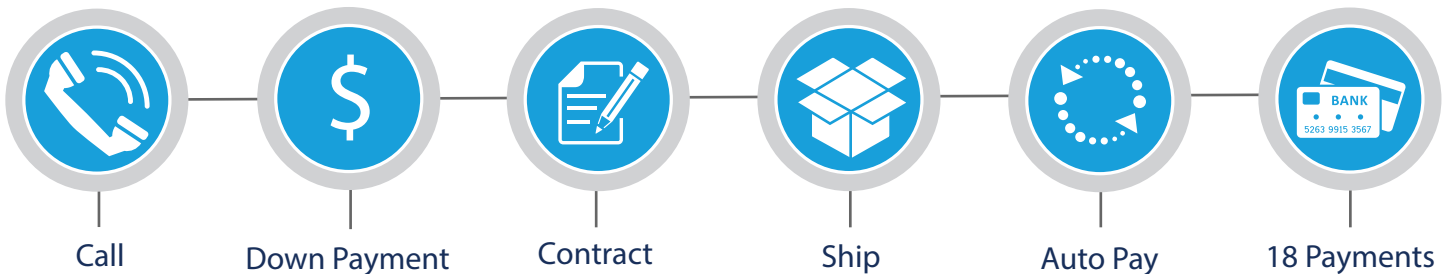 $
BANK
5263 9915 3567
Call
Down Payment
Contract
Ship
Auto Pay
18 Payments